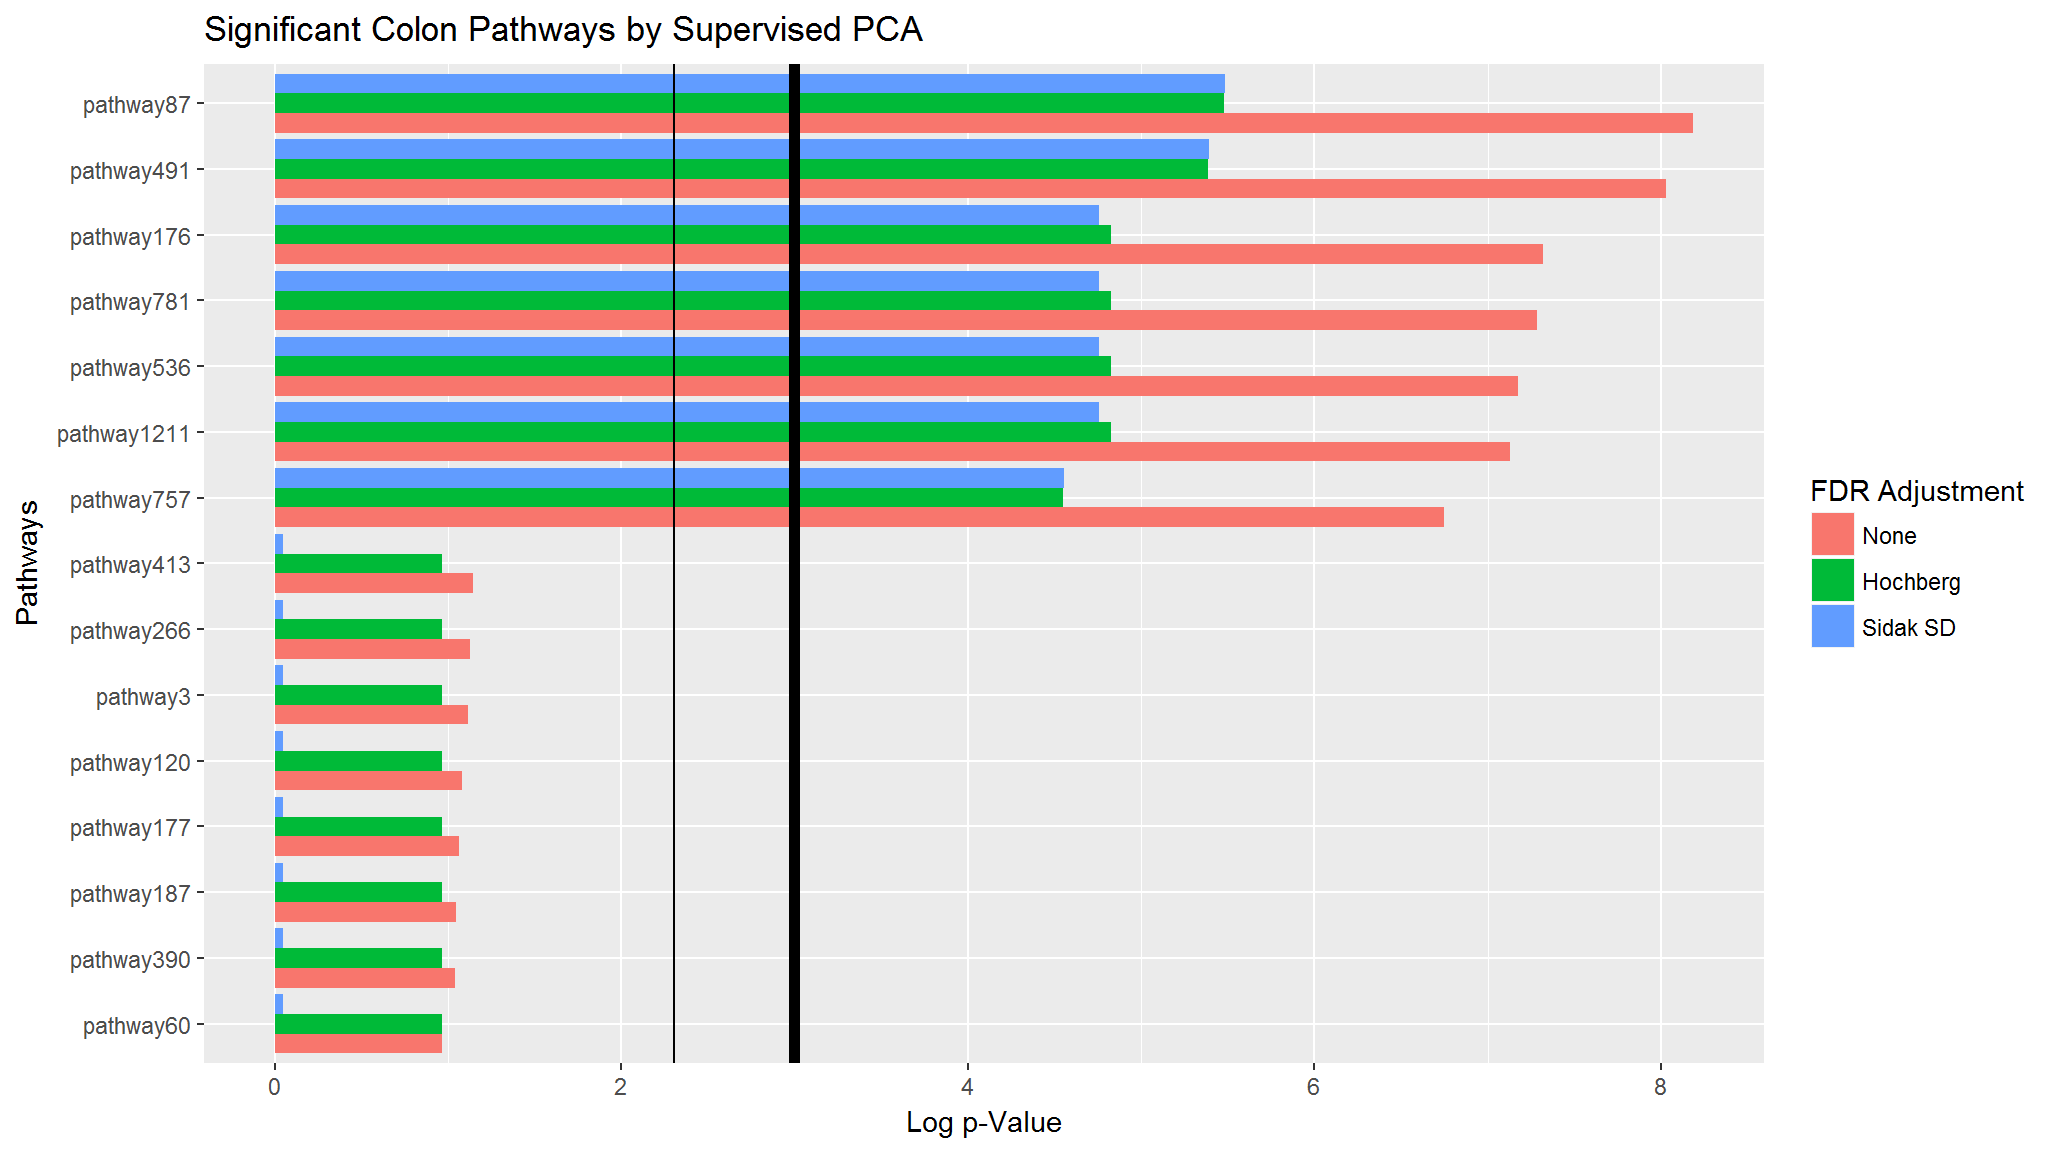 Significant Colon Pathways by Supervised PCA
pathway87
pathway491
pathway176
pathway781
pathway536
pathway1211
pathway757
pathway413
pathway266
pathway3
pathway120
pathway177
pathway187
pathway390
pathway60
Pathways
0 2 4 6 8
Log p-Value
FDR Adjustment
None
Hochberg
Sidak SD